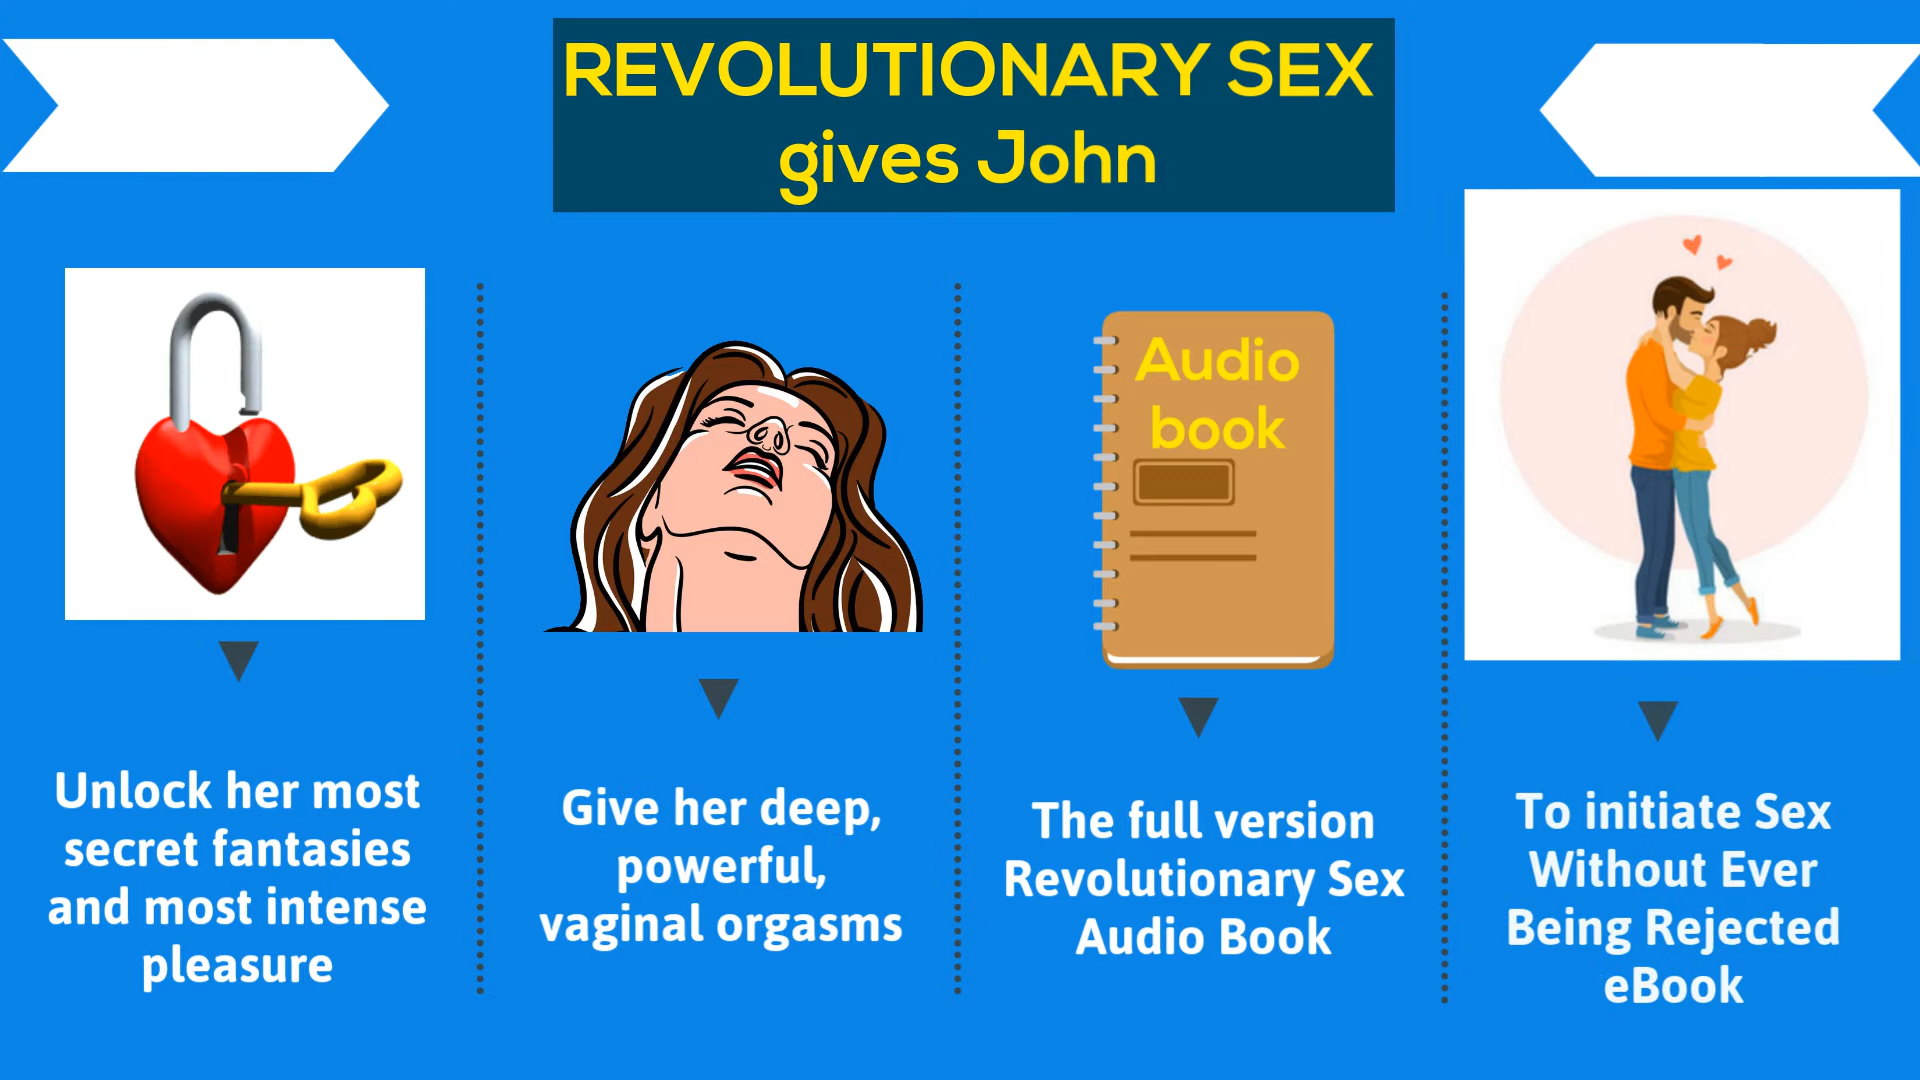 REVOLUTIONARY SEX
gives John
Audio
book
Unlock her most
secret fantasies
and most intense
pleasure
Give her deep,
powerful,
vaginal orgasms
The full version
Revolutionary Sex
Audio Book
To initiate Sex
Without Ever
Being Rejected
eBook